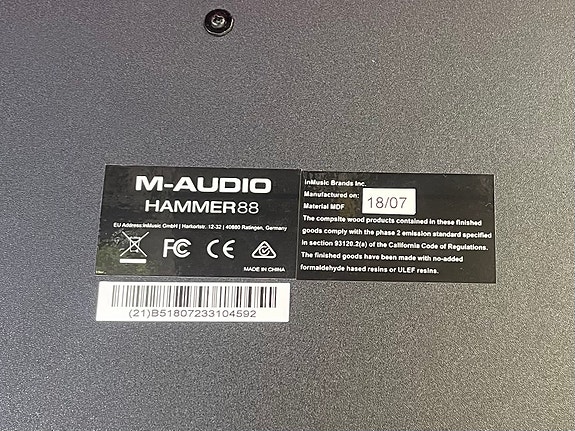 M-AUDIO
HAMMER88
EU Address:inMusic GmbH | Harkortstr. 12-32 | 40880 Ratingen, Germany
FC CE
MADE IN CHINA
(21)B51807233104592
inMusic Brands Inc.
Manufactured on: 18/07
Material MDF
The compsite wood products contained in these finished
goods comply with the phase 2 emission standard specified
in section 93120.2(a) of the California Code of Regulations.
The finished goods have been made with no-added
formaldehyde hased resins or ULEF resins.